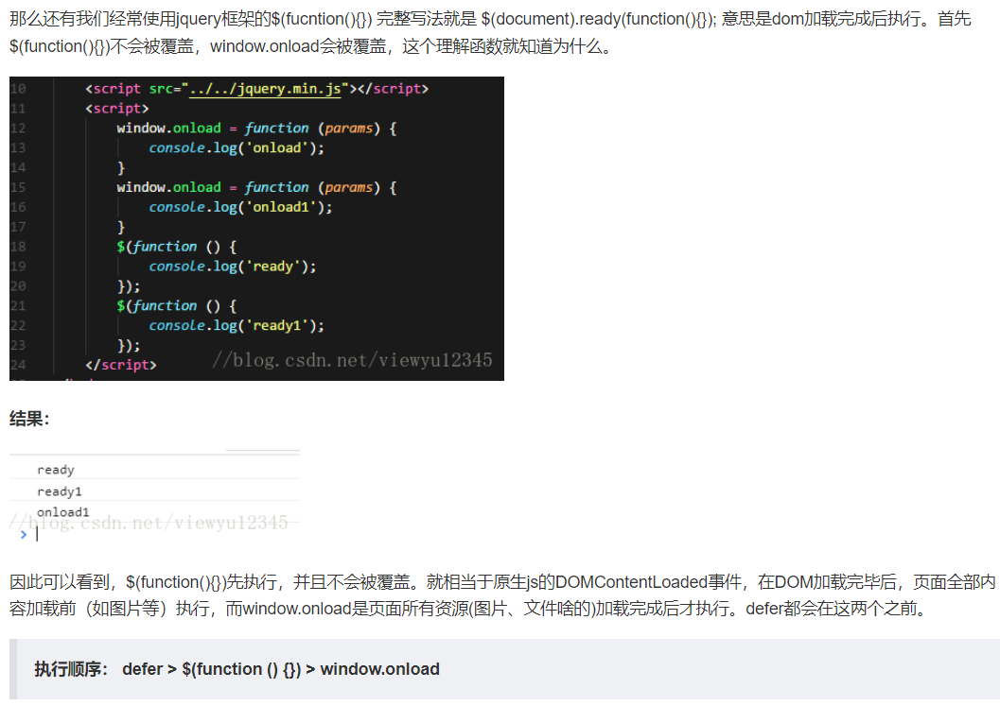 那么还有我们经常使用jquery框架的$(fucntion(){}) 完整写法就是 $(document).ready(function(){}); 意思是dom加载完成后执行。首先
$(function(){})不会被覆盖，window.onload会被覆盖，这个理解函数就知道为什么。
10 <script src="../../jquery.min.js"></script>
11 <script>
12 window.onload = function (params) {
13 console.log('onload');
14 }
15 window.onload = function (params) {
16 console.log('onload1');
17 }
18 $(function () {
19 console.log('ready');
20 });
21 $(function () {
22 console.log('ready1');
23 });
24 </script>
//blog.csdn.net/viewyu12345
结果：
ready
ready1
onload1
//blog.csdn.net/viewyu12345
>
因此可以看到，$(function(){})先执行，并且不会被覆盖。就相当于原生js的DOMContentLoaded事件，在DOM加载完毕后，页面全部内
容加载前（如图片等）执行，而window.onload是页面所有资源(图片、文件啥的)加载完成后才执行。defer都会在这两个之前。
执行顺序： defer > $(function () {}) > window.onload